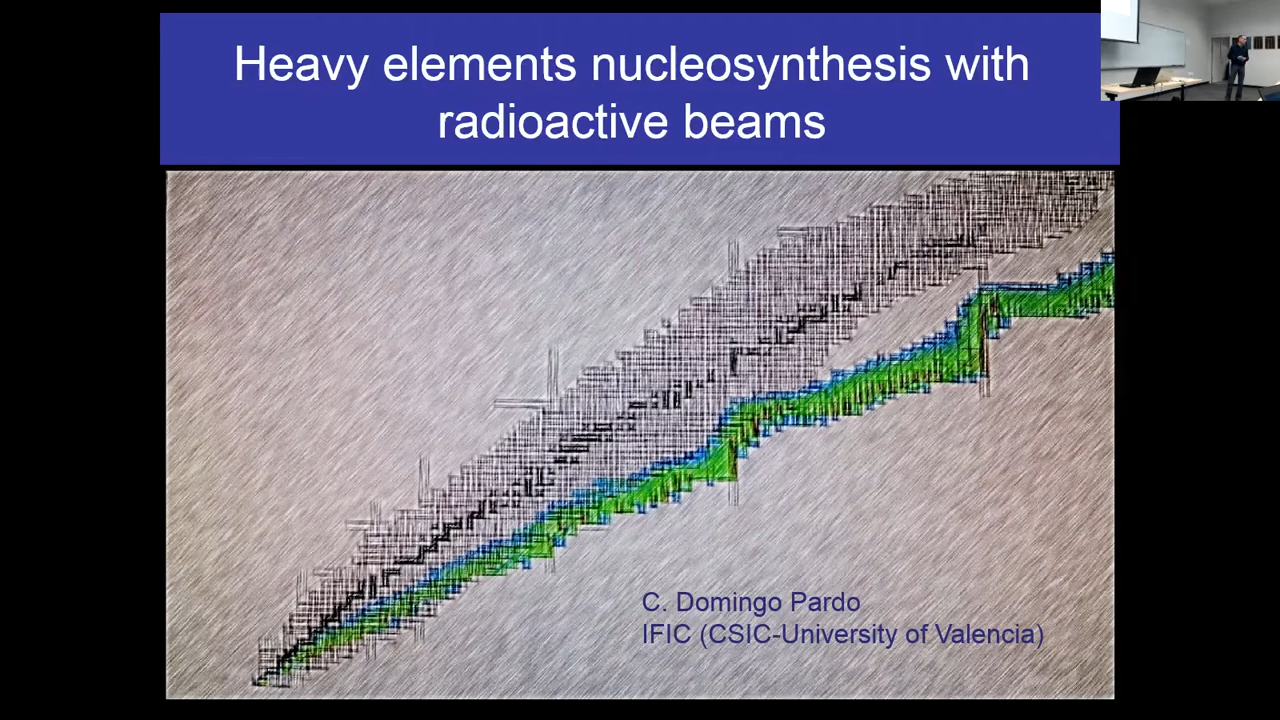 Heavy elements nucleosynthesis with
radioactive beams
C. Domingo Pardo
IFIC (CSIC-University of Valencia)